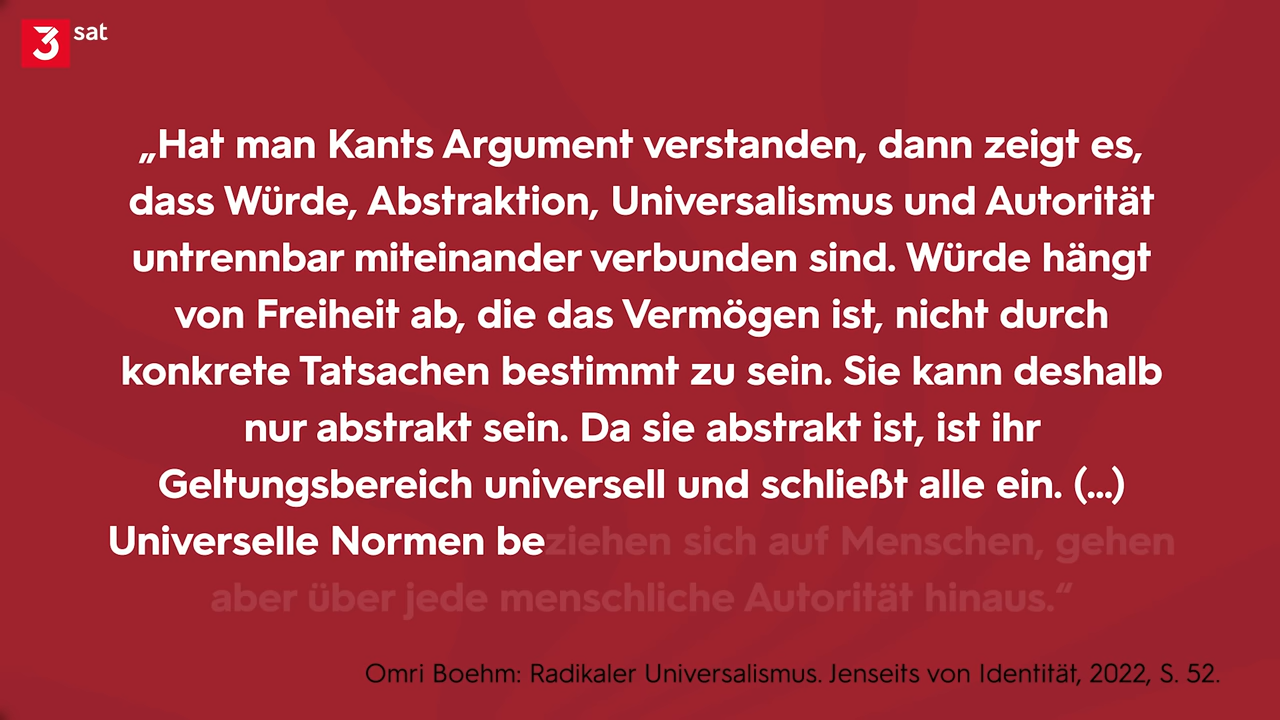 3sat
„Hat man Kants Argument verstanden, dann zeigt es,
dass Würde, Abstraktion, Universalismus und Autorität
untrennbar miteinander verbunden sind. Würde hängt
von Freiheit ab, die das Vermögen ist, nicht durch
konkrete Tatsachen bestimmt zu sein. Sie kann deshalb
nur abstrakt sein. Da sie abstrakt ist, ist ihr
Geltungsbereich universell und schließt alle ein. (...)
Universelle Normen beziehen sich auf Menschen, gehen
aber über jede menschliche Autorität hinaus.“
Omri Boehm: Radikaler Universalismus. Jenseits von Identität, 2022, S. 52.